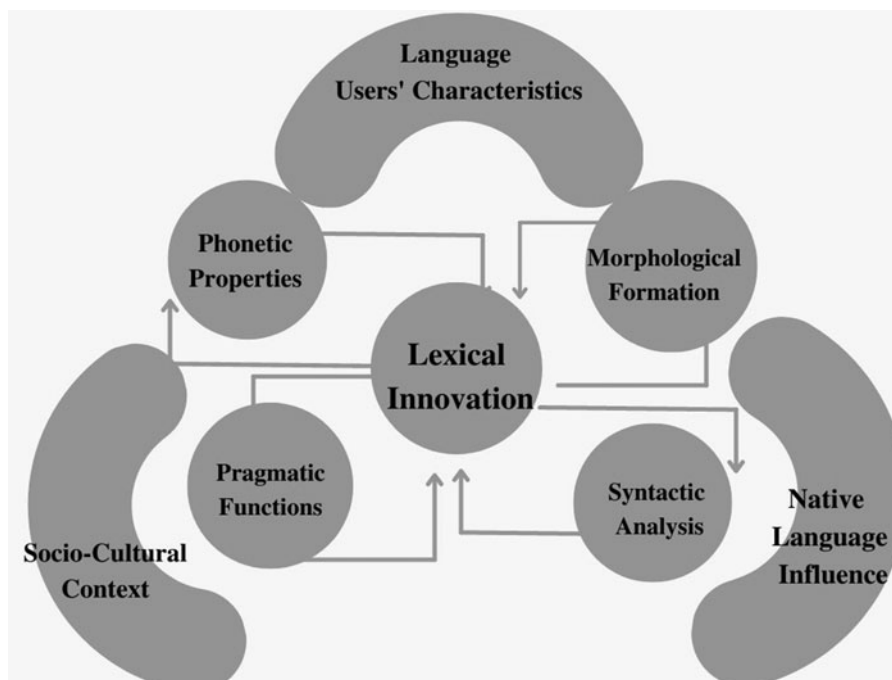 Language
Users' Characteristics
Phonetic
Properties
Morphological
Formation
Lexical
Innovation
Pragmatic
Functions
Syntactic
Analysis
Socio-Cultural
Context
Native
Language
Influence